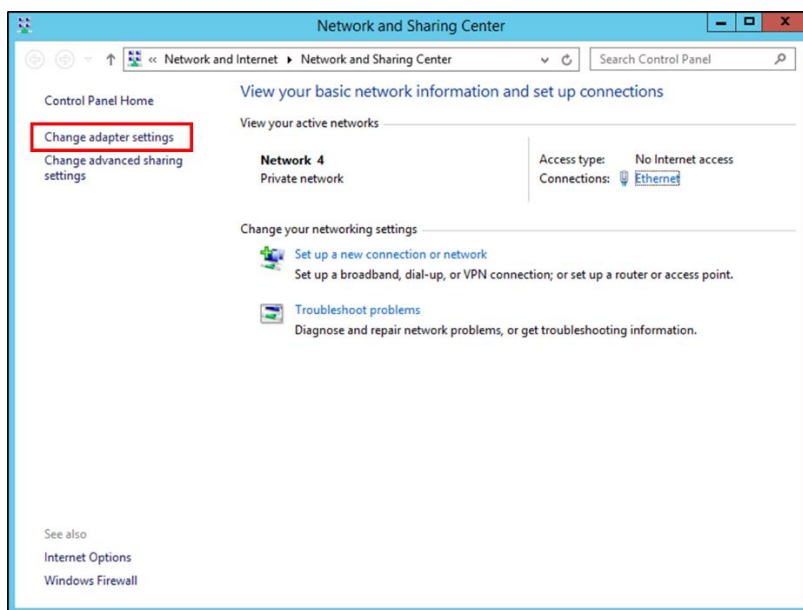 Network and Sharing Center
« Network and Internet ▸ Network and Sharing Center
Search Control Panel
Control Panel Home
Change adapter settings
Change advanced sharing
settings
View your basic network information and set up connections
View your active networks
Network 4
Private network
Access type: No Internet access
Connections: Ethernet
Change your networking settings
Set up a new connection or network
Set up a broadband, dial-up, or VPN connection; or set up a router or access point.
Troubleshoot problems
Diagnose and repair network problems, or get troubleshooting information.
See also
Internet Options
Windows Firewall